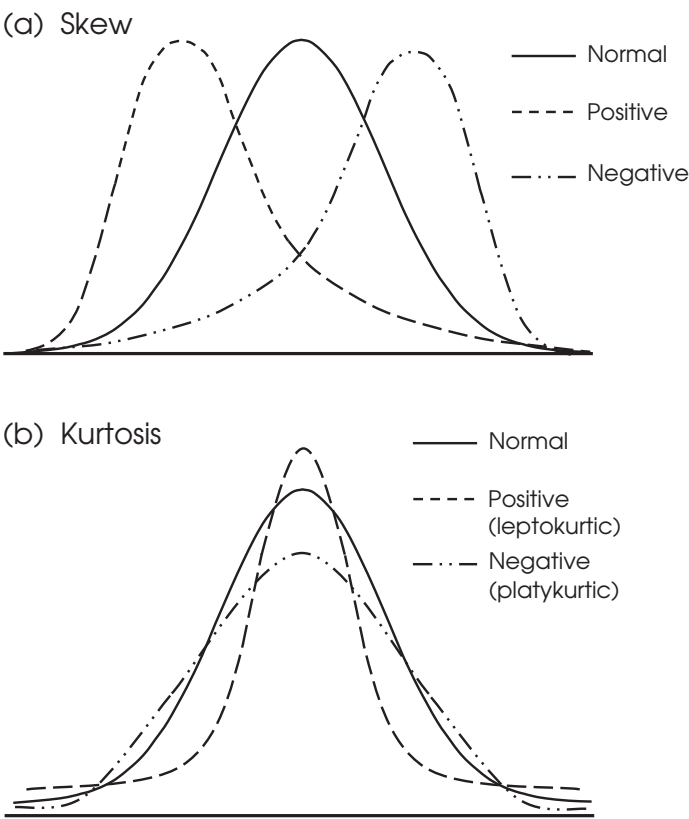 (a) Skew
Normal
Positive
Negative
(b) Kurtosis
Normal
Positive
(leptokurtic)
Negative
(platykurtic)